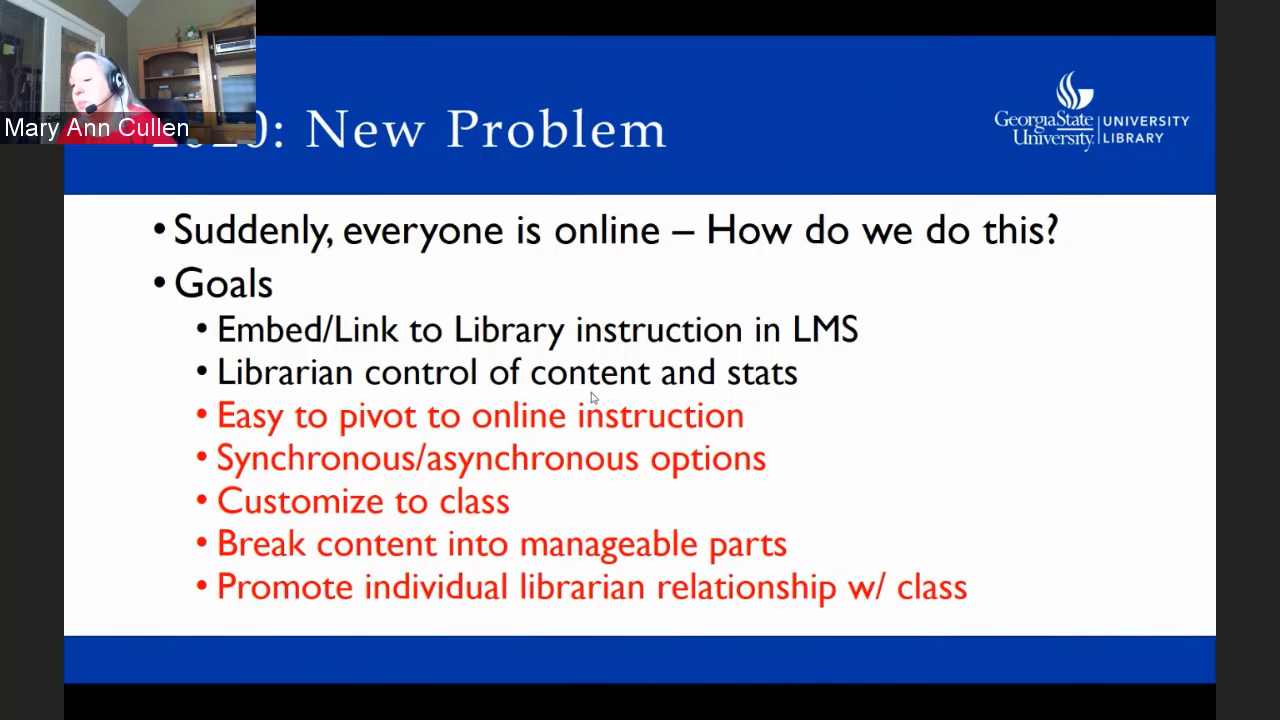 Mary Ann Cullen
2020: New Problem
GeorgiaState University | UNIVERSITY LIBRARY
• Suddenly, everyone is online – How do we do this?
• Goals
• Embed/Link to Library instruction in LMS
• Librarian control of content and stats
• Easy to pivot to online instruction
• Synchronous/asynchronous options
• Customize to class
• Break content into manageable parts
• Promote individual librarian relationship w/ class